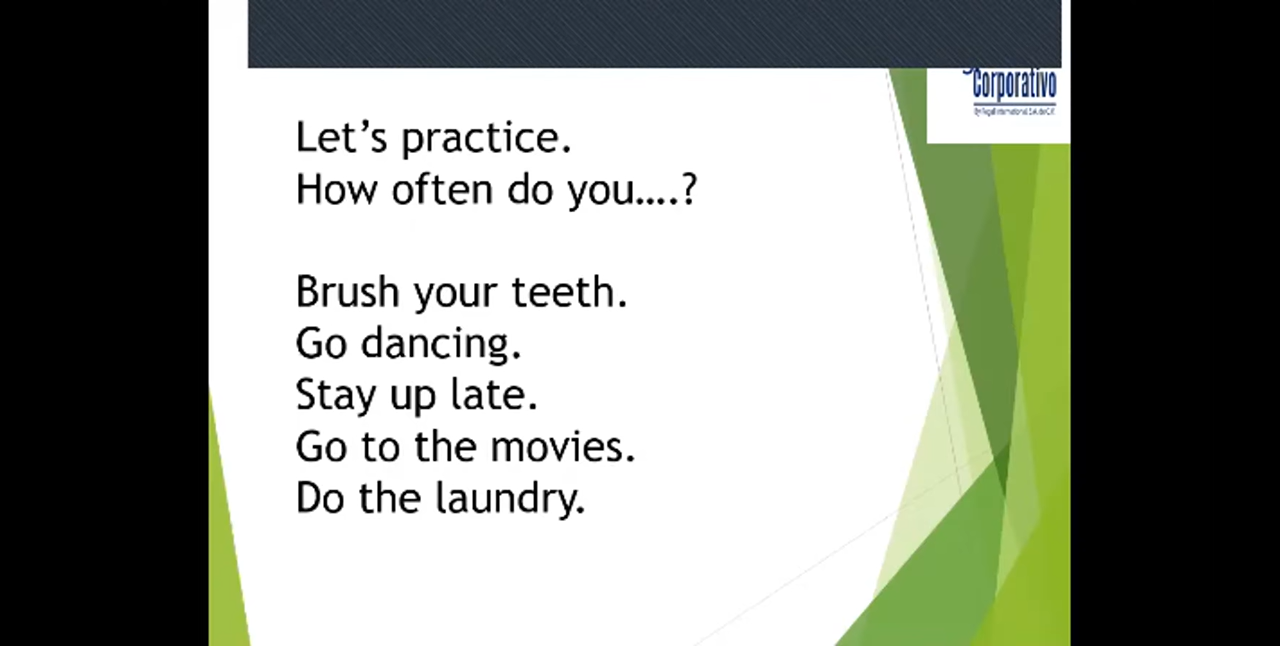 Corporativo
Let's practice.
How often do you....?
Brush your teeth.
Go dancing.
Stay up late.
Go to the movies.
Do the laundry.